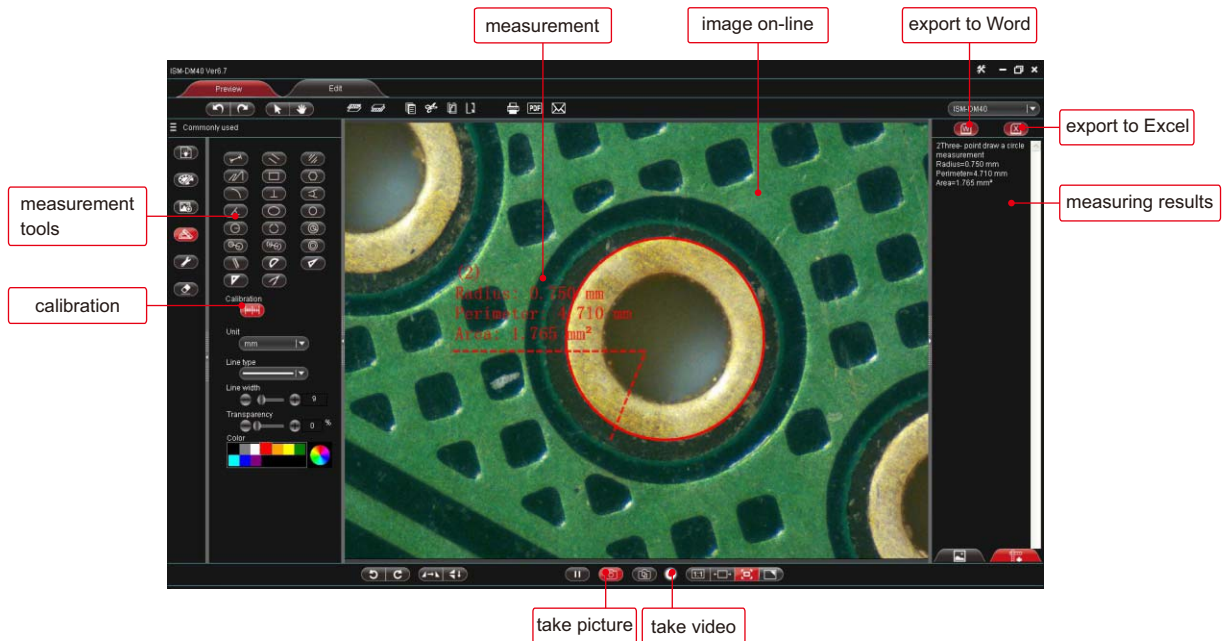 measurement
image on-line
export to Word
ISM-DM40 Ver6.7
Preview
Edit
PDF
ISM-DM40
Commonly used
W
X
export to Excel
2Three- point draw a circle
measurement
Radius=0.750 mm
Perimeter=4.710 mm
Area=1.765 mm²
measurement
tools
measuring results
(2)
Radius: 0.750 mm
Perimeter: 4.710 mm
Area: 1.765 mm²
calibration
Calibration
Unit
mm
Line type
Line width
9
Transparency
0 %
Color
1:1
take picture
take video